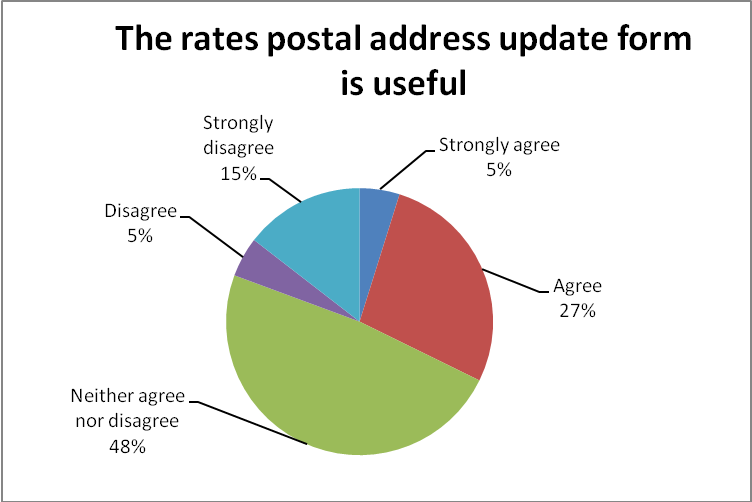 The rates postal address update form
is useful
Strongly agree
5%
Agree
27%
Neither agree
nor disagree
48%
Disagree
5%
Strongly
disagree
15%